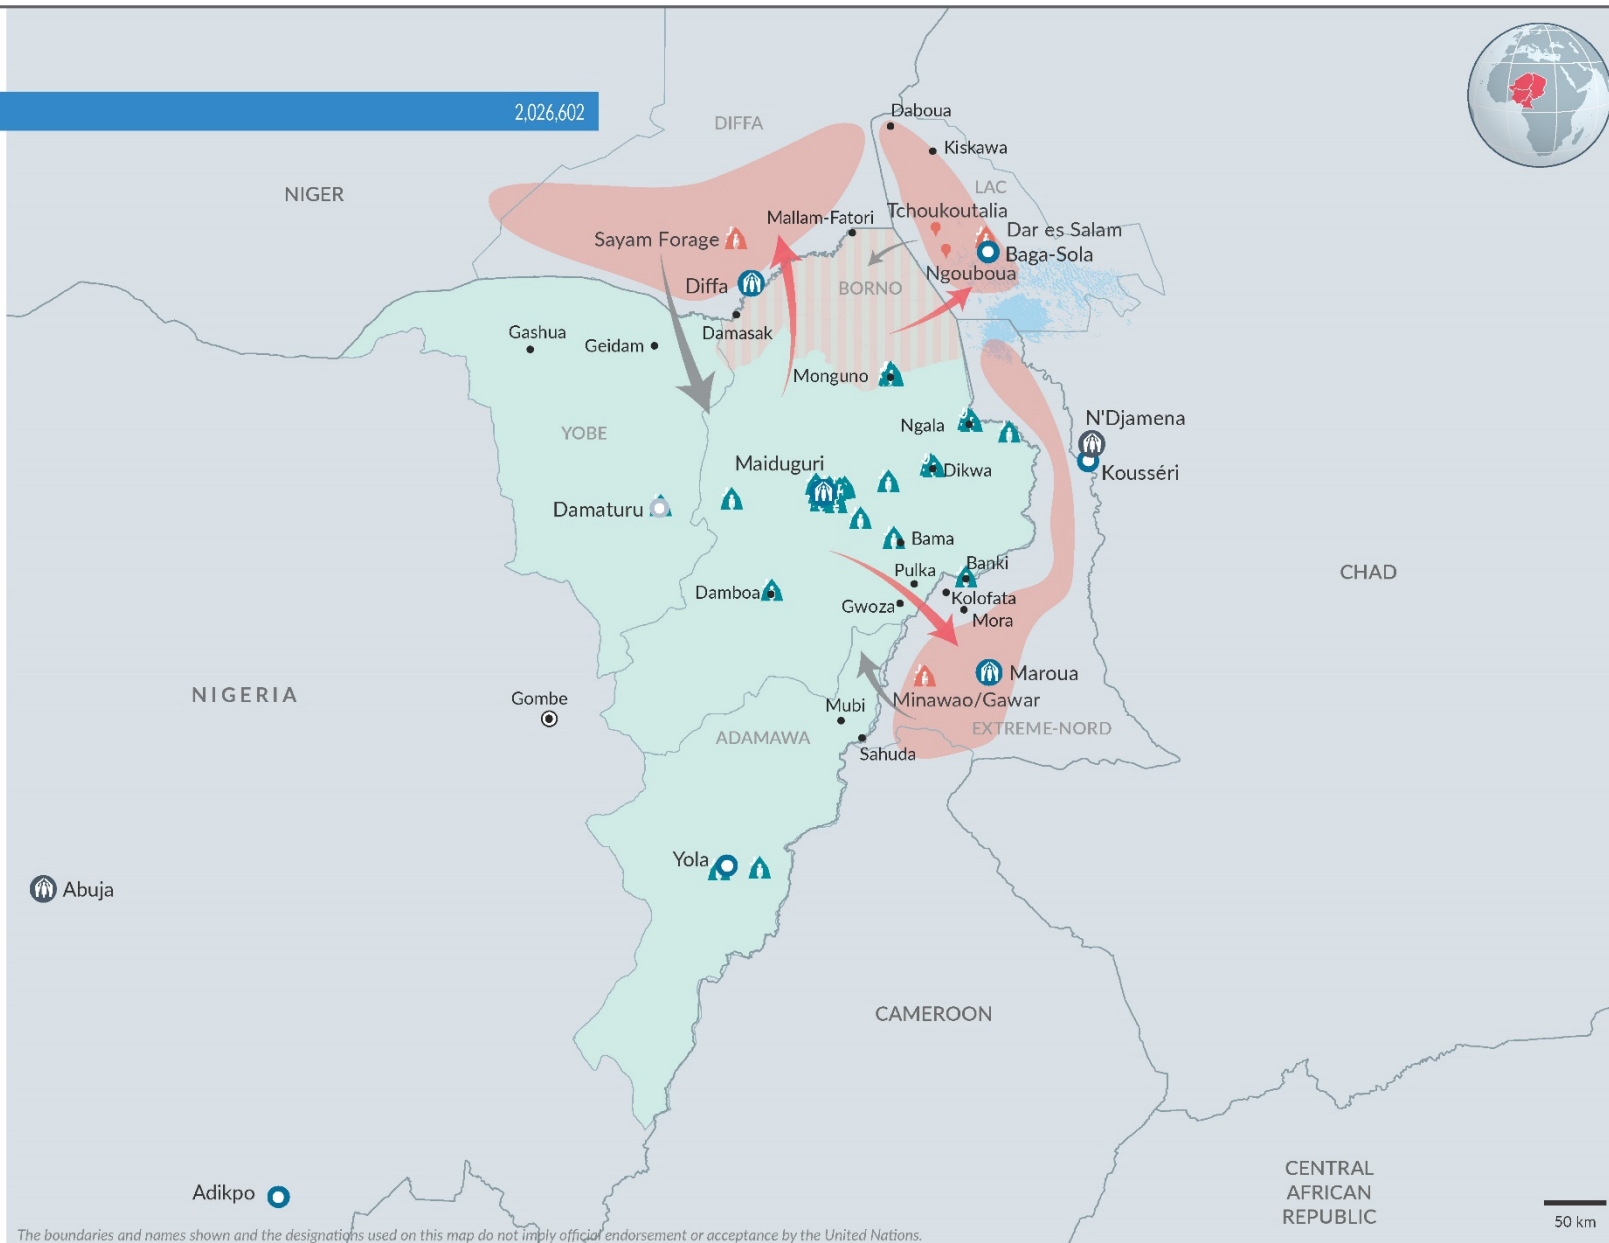 2,026,602
DIFFA
Daboua
Kiskawa
NIGER
LAC
Tchoukoutalia
Mallam-Fatori
Dar es Salam
Sayam Forage
Baga-Sola
Ngouboua
Diffa
BORNO
Damasak
Gashua
Geidam
Monguno
N'Djamena
Ngala
YOBE
Maiduguri
Dikwa
Kousséri
Damaturu
Bama
Banki
Pulka
CHAD
Damboa
Kolofata
Gwoza
Mora
Maroua
NIGERIA
Minawao/Gawar
Gombe
Mubi
EXTREME-NORD
ADAMAWA
Sahuda
Yola
Abuja
CAMEROON
CENTRAL
AFRICAN
REPUBLIC
Adikpo
50 km
The boundaries and names shown and the designations used on this map do not imply official endorsement or acceptance by the United Nations.